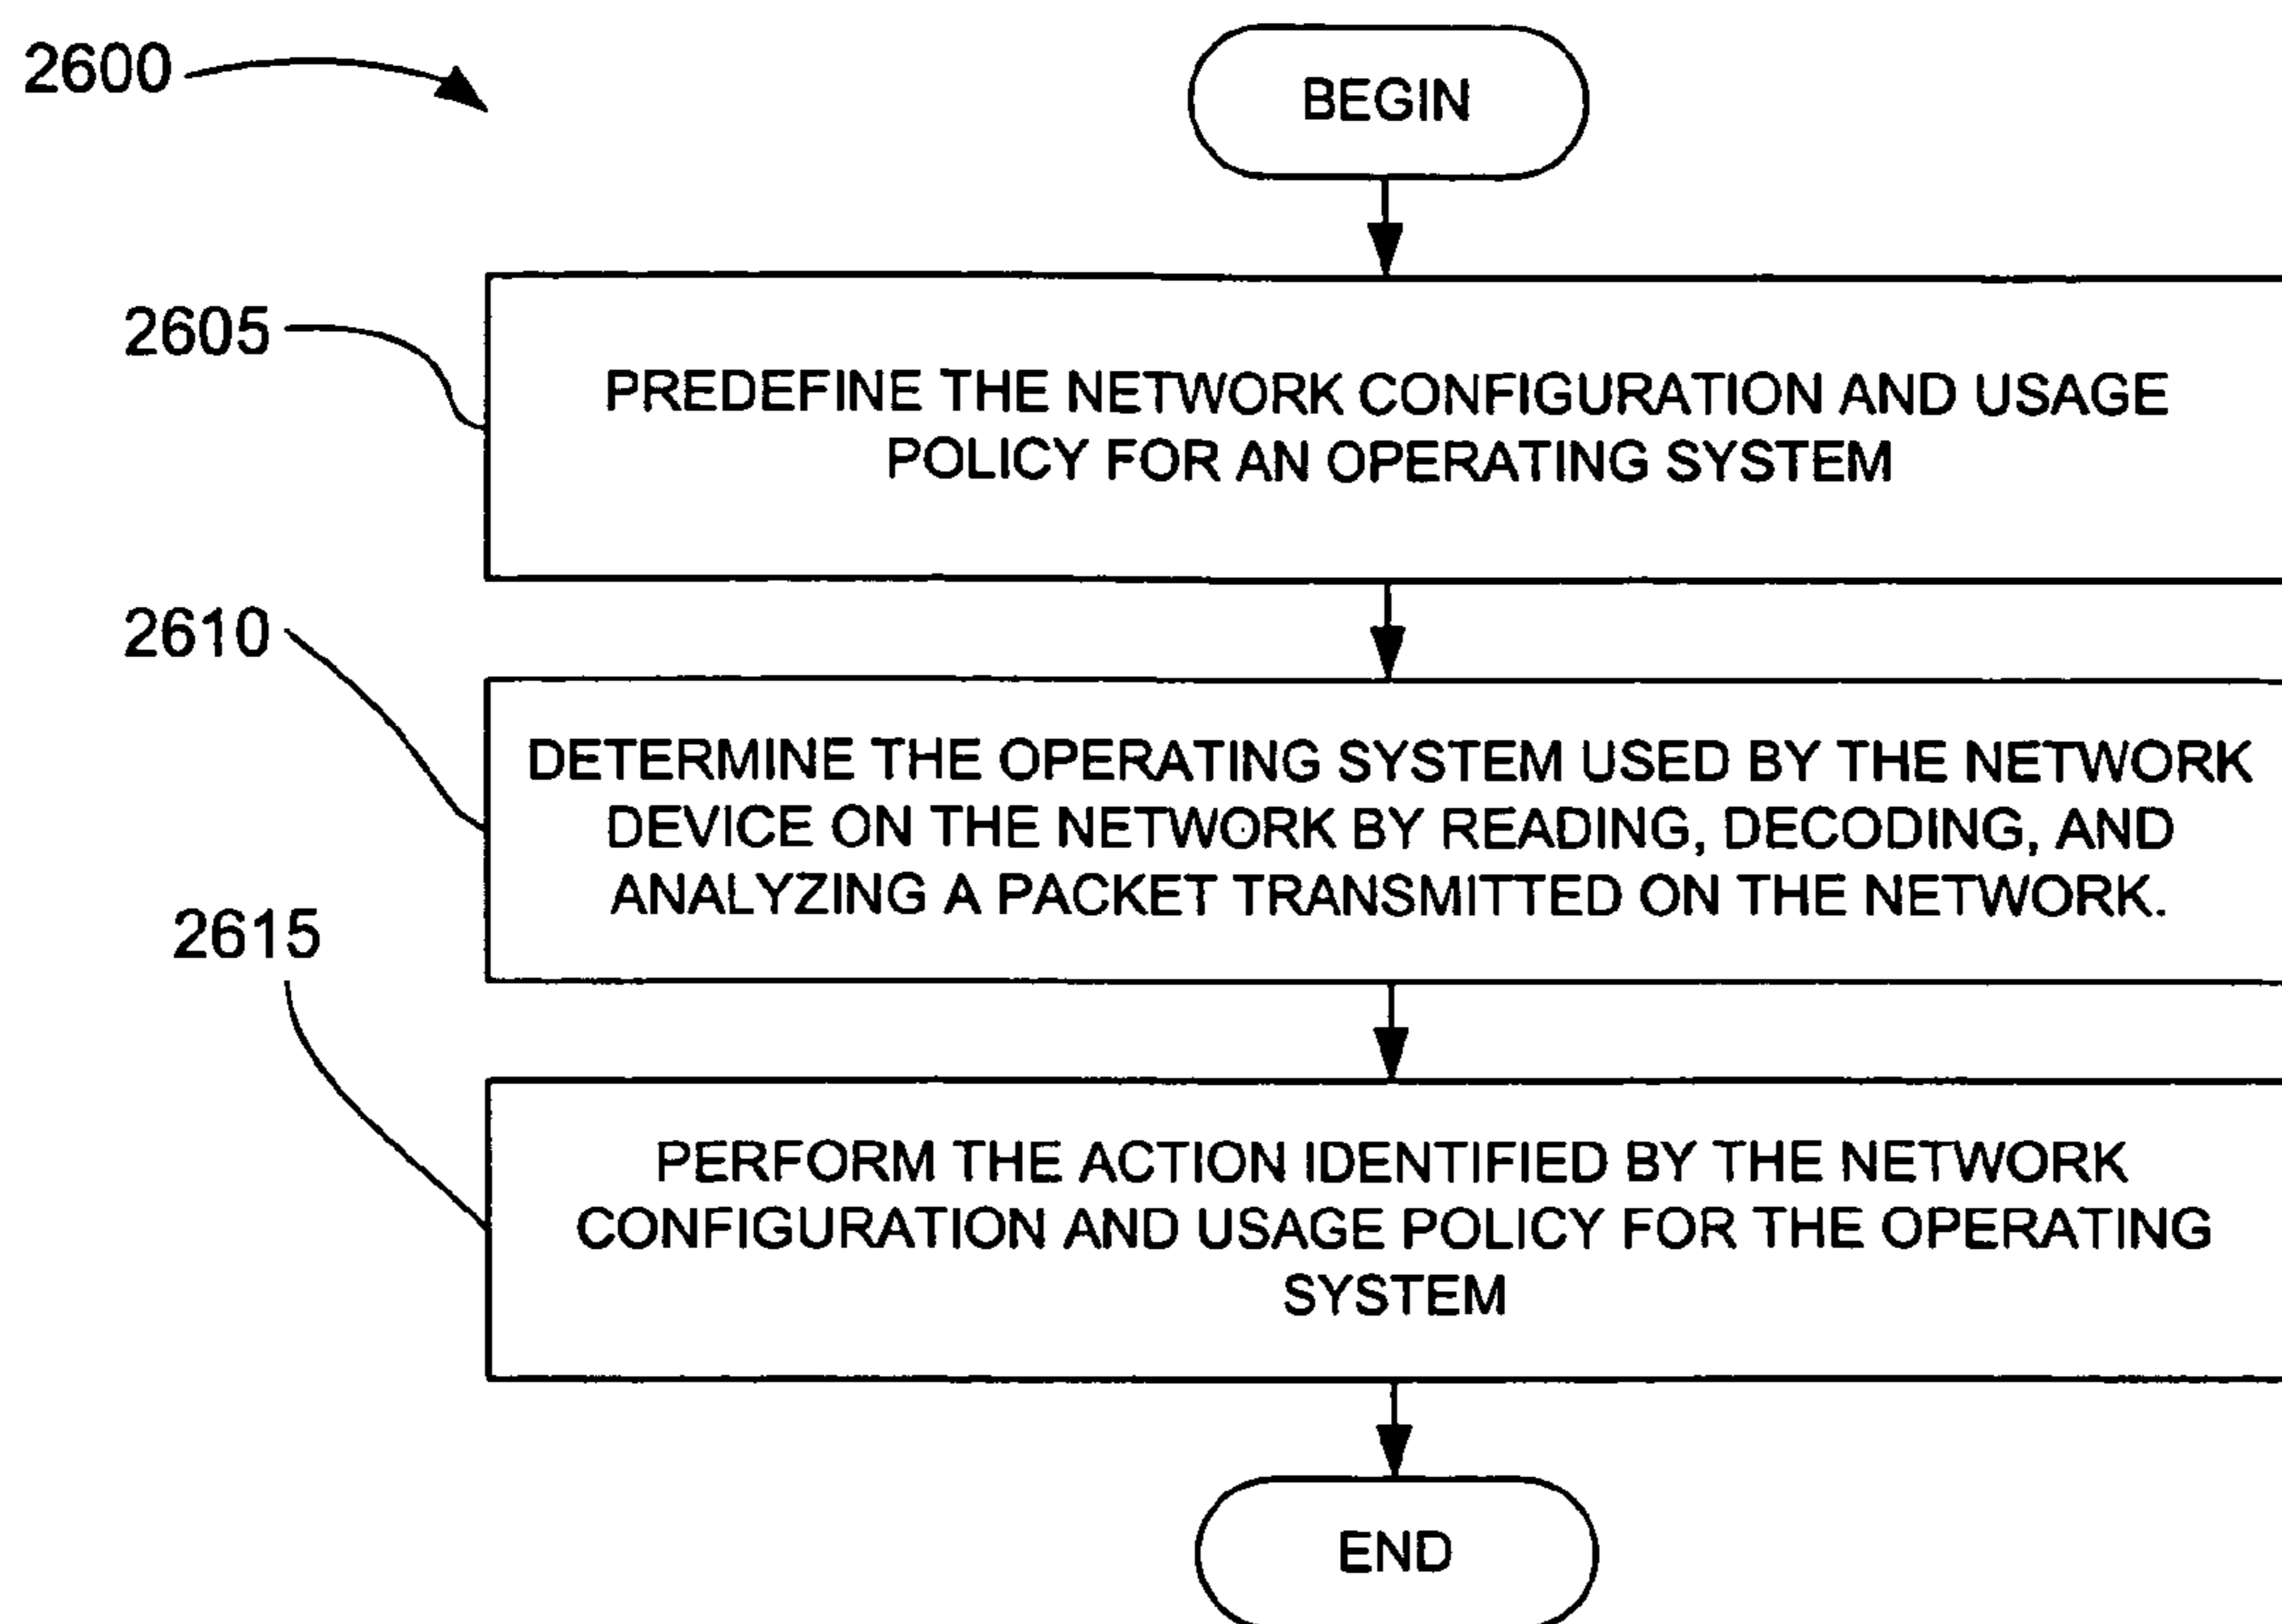 2600
BEGIN
2605
PREDEFINE THE NETWORK CONFIGURATION AND USAGE
POLICY FOR AN OPERATING SYSTEM
2610
DETERMINE THE OPERATING SYSTEM USED BY THE NETWORK
DEVICE ON THE NETWORK BY READING, DECODING, AND
ANALYZING A PACKET TRANSMITTED ON THE NETWORK.
2615
PERFORM THE ACTION IDENTIFIED BY THE NETWORK
CONFIGURATION AND USAGE POLICY FOR THE OPERATING
SYSTEM
END